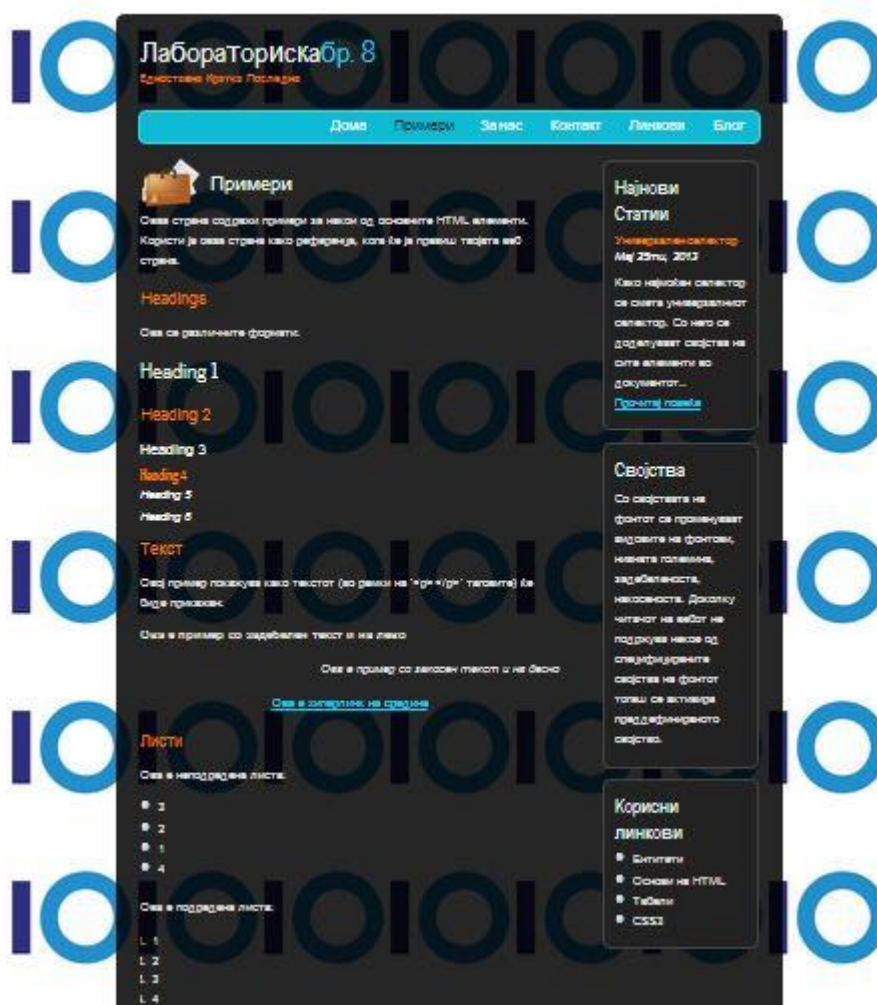 Лабораторискабр. 8
Едноставна Кратка Последна
Дома Примери За нас Контакт Линкови Блог
Примери
Оваа страна содржи примери за некои од основните HTML елементи.
Користи ја оваа страна како референца, кога ќе ја правиш твојата веб
страна.
Headings
Ова се различните формати.
Heading 1
Heading 2
Heading 3
Heading 4
Heading 5
Heading 6
Текст
Овој пример покажува како текстот (во рамки на таговите) ќе
биде прикажан.
Ова е пример со задебелен текст и на лево
Ова е пример со закосен текст и на десно
Ова е хиперлинк на средина
Листи
Ова е неподредена листа:
3
2
1
4
Ова е подредена листа:
1
2
3
4
Најнови
Статии
Универзален селектор
Мај 25ти, 2013
Како најмоќен селектор
се смета универзалниот
селектор. Со него се
доделуваат својства на
сите елементи во
документот...
Прочитај повеќе
Својства
Со својствата на
фонтот се променуваат
видовите на фонтови,
нивната големина,
задебеленоста,
накосеноста. Доколку
читачот на вебот не
подржува некое од
специфицираните
својства на фонтот
тогаш се активира
предефинираното
својство.
Корисни
линкови
Ентитети
Основи на HTML
Табели
CSS3